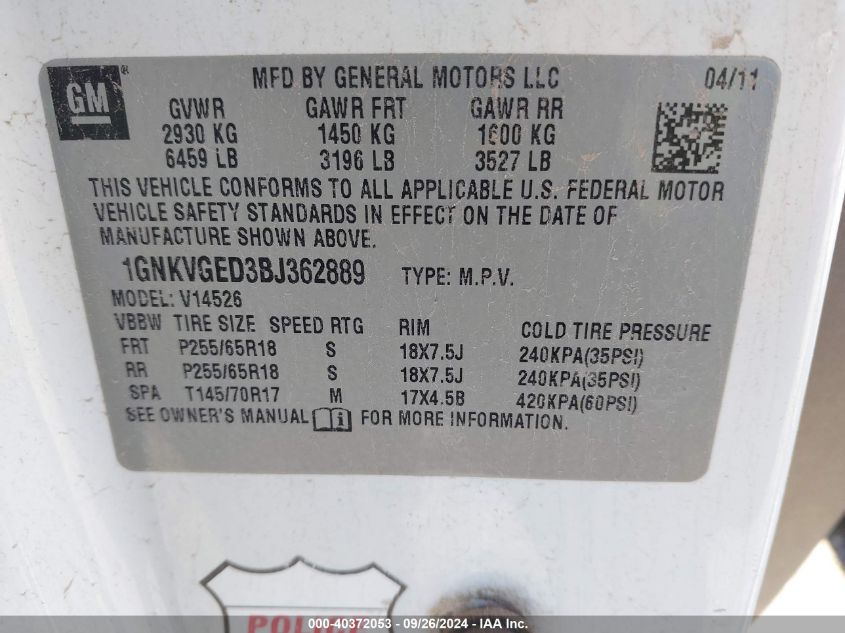 GM ® MFD BY GENERAL MOTORS LLC 04/11
GVWR GAWR FRT GAWR RR
2930 KG 1450 KG 1600 KG
6459 LB 3196 LB 3527 LB
THIS VEHICLE CONFORMS TO ALL APPLICABLE U.S. FEDERAL MOTOR
VEHICLE SAFETY STANDARDS IN EFFECT ON THE DATE OF
MANUFACTURE SHOWN ABOVE.
1GNKVGED3BJ362889 TYPE: M.P.V.
MODEL: V14526
VBBW TIRE SIZE SPEED RTG RIM COLD TIRE PRESSURE
FRT P255/65R18 S 18X7.5J 240KPA(35PSI)
RR P255/65R18 S 18X7.5J 240KPA(35PSI)
SPA T145/70R17 M 17X4.5B 420KPA(60PSI)
SEE OWNER'S MANUAL FOR MORE INFORMATION.
POLICE
000-40372053 - 09/26/2024 - IAA Inc.